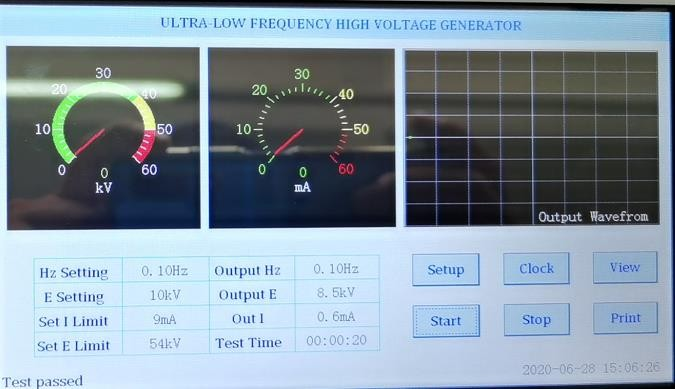 ULTRA-LOW FREQUENCY HIGH VOLTAGE GENERATOR
30
20 40
10 50
0 0 60
kV
30
20 40
10 50
0 0 60
mA
Output Wavefrom
Hz Setting 0.10Hz Output Hz 0.10Hz
E Setting 10kV Output E 8.5kV
Set I Limit 9mA Out I 0.6mA
Set E Limit 54kV Test Time 00:00:20
Setup Clock View
Start Stop Print
2020-06-28 15:06:26
Test passed